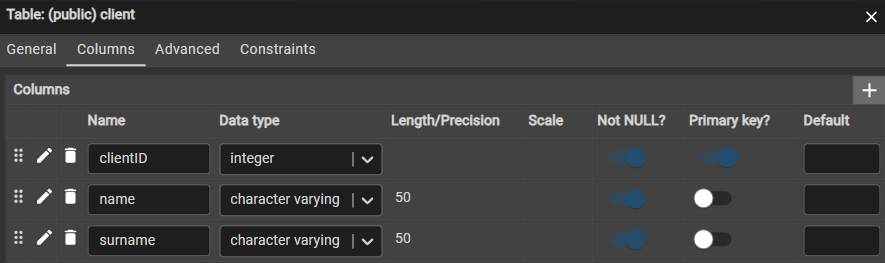 Table: (public) client
General Columns Advanced Constraints
Columns
Name Data type Length/Precision Scale Not NULL? Primary key? Default
clientID integer
name character varying 50
surname character varying 50